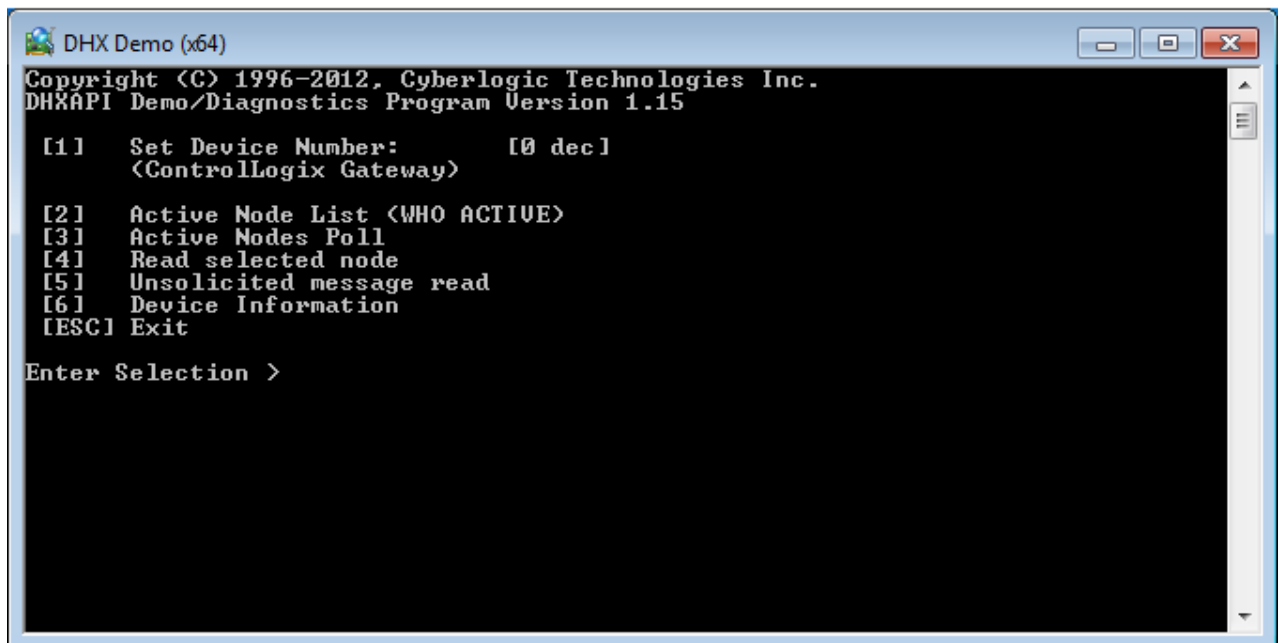 DHX Demo (x64)
Copyright (C) 1996-2012, Cyberlogic Technologies Inc.
DHXAPI Demo/Diagnostics Program Version 1.15
[1] Set Device Number: [0 dec]
(ControlLogix Gateway)
[2] Active Node List (WHO ACTIVE)
[3] Active Nodes Poll
[4] Read selected node
[5] Unsolicited message read
[6] Device Information
[ESC] Exit
Enter Selection >